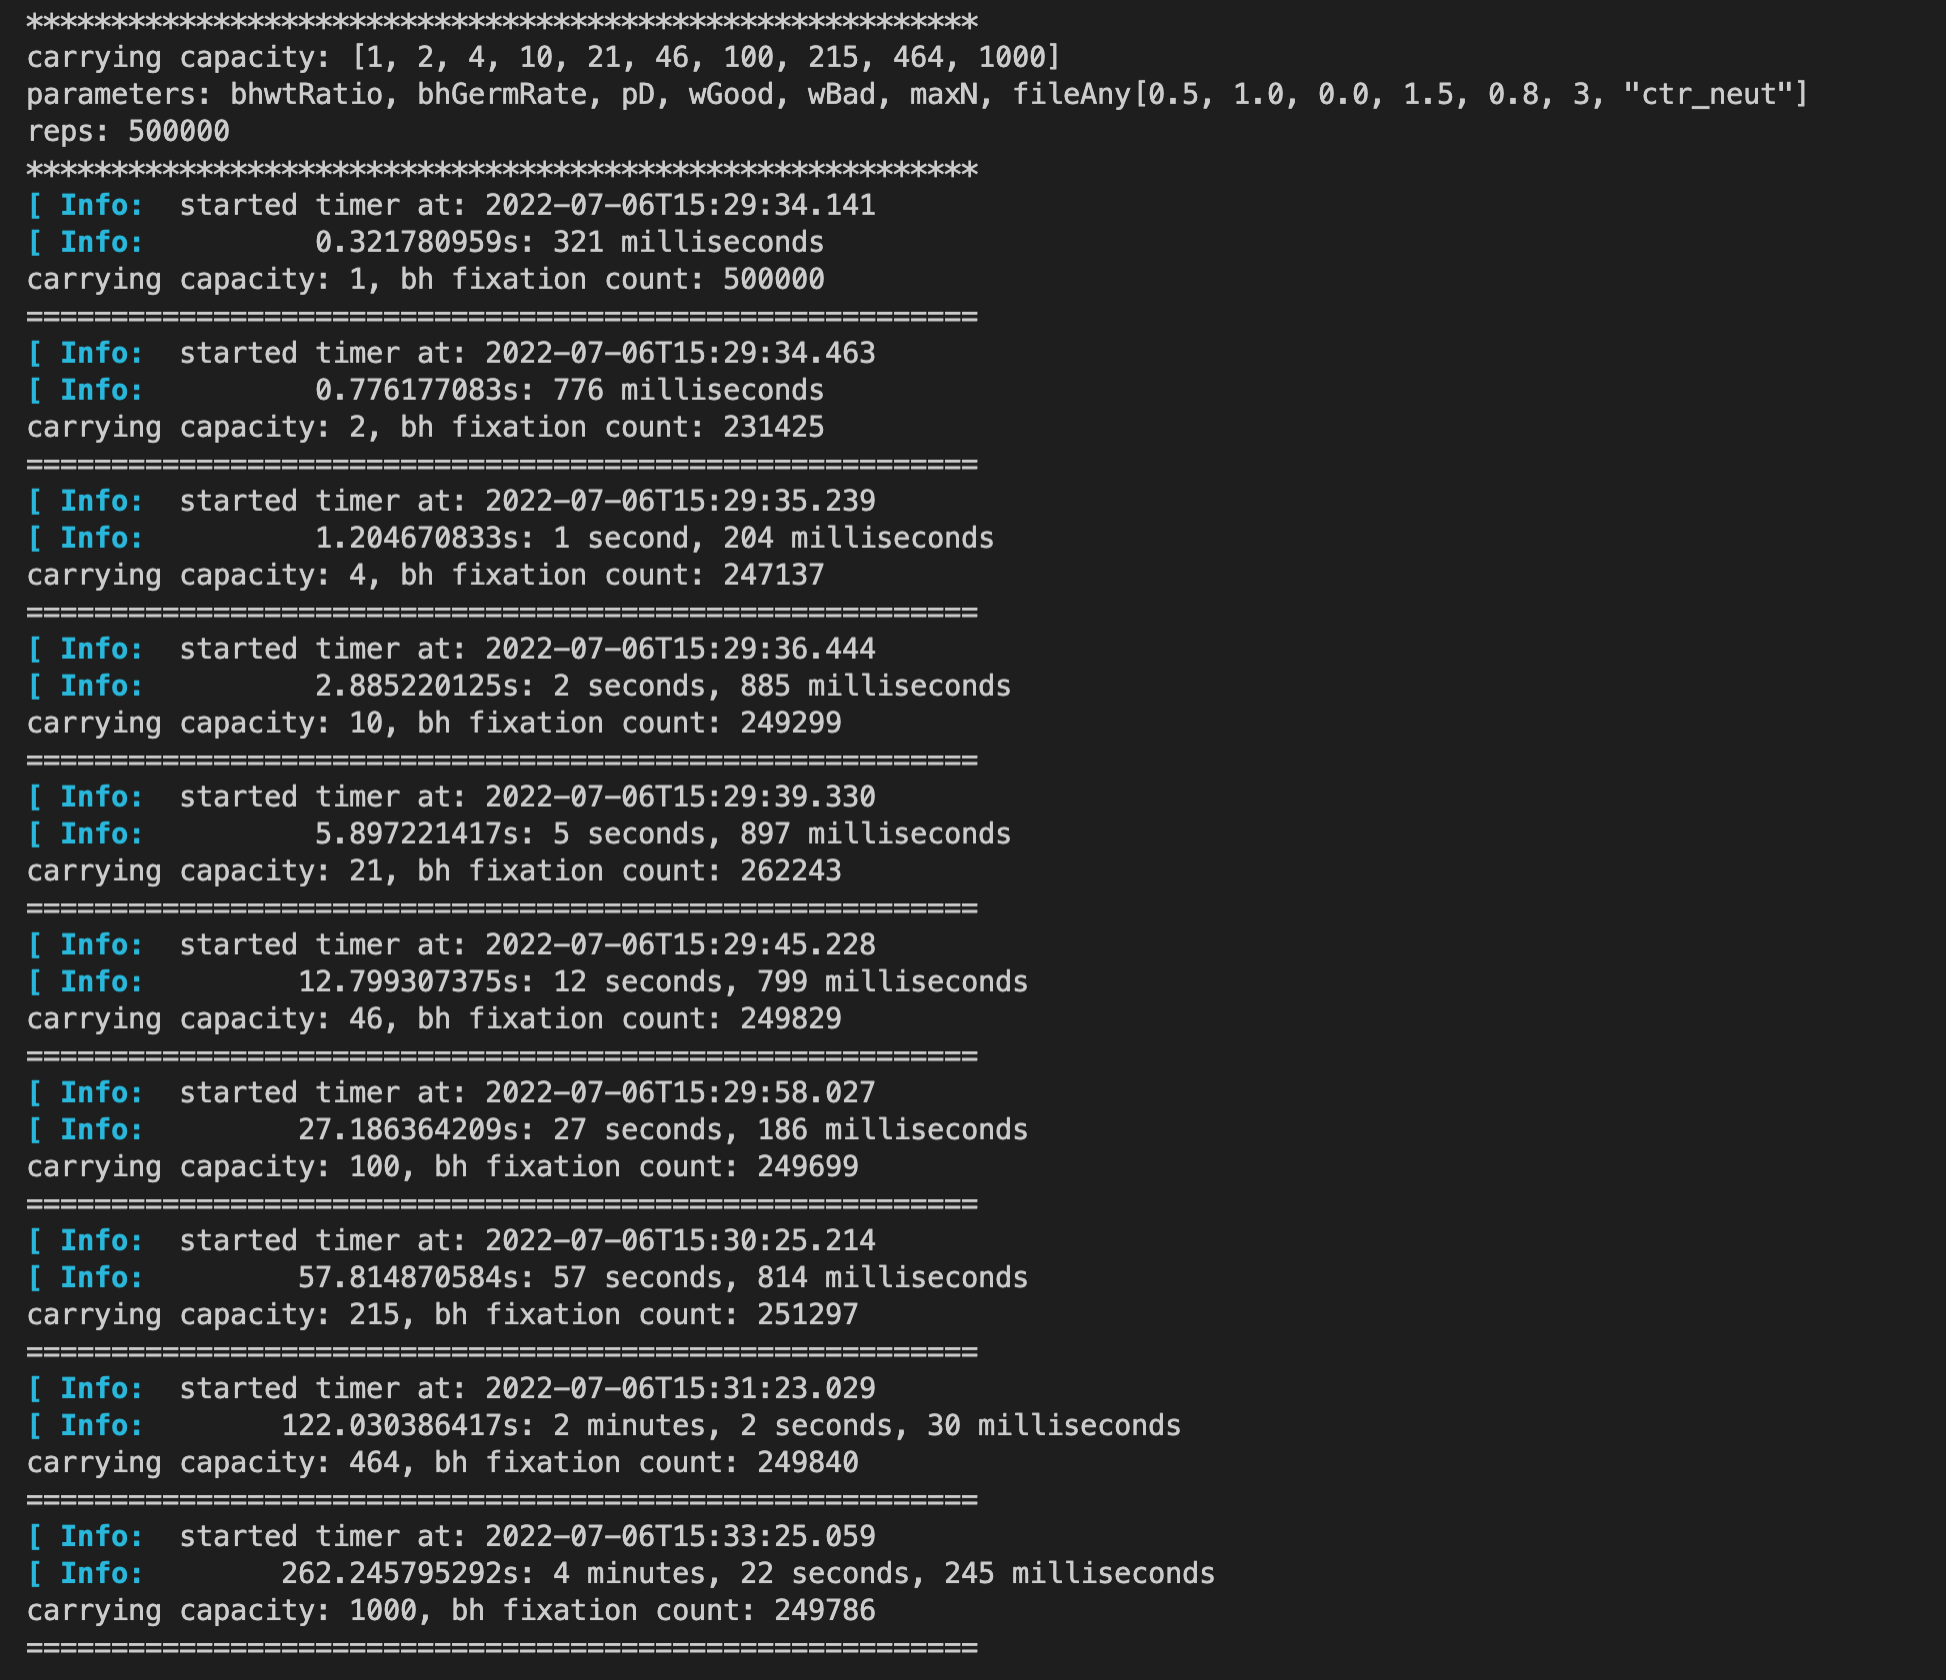 ********************************************************
carrying capacity: [1, 2, 4, 10, 21, 46, 100, 215, 464, 1000]
parameters: bhwtRatio, bhGermRate, pD, wGood, wBad, maxN, fileAny[0.5, 1.0, 0.0, 1.5, 0.8, 3, "ctr_neut"]
reps: 500000
********************************************************
[ Info:  started timer at: 2022-07-06T15:29:34.141
[ Info:          0.321780959s: 321 milliseconds
carrying capacity: 1, bh fixation count: 500000
========================================================
[ Info:  started timer at: 2022-07-06T15:29:34.463
[ Info:          0.776177083s: 776 milliseconds
carrying capacity: 2, bh fixation count: 231425
========================================================
[ Info:  started timer at: 2022-07-06T15:29:35.239
[ Info:          1.204670833s: 1 second, 204 milliseconds
carrying capacity: 4, bh fixation count: 247137
========================================================
[ Info:  started timer at: 2022-07-06T15:29:36.444
[ Info:          2.885220125s: 2 seconds, 885 milliseconds
carrying capacity: 10, bh fixation count: 249299
========================================================
[ Info:  started timer at: 2022-07-06T15:29:39.330
[ Info:          5.897221417s: 5 seconds, 897 milliseconds
carrying capacity: 21, bh fixation count: 262243
========================================================
[ Info:  started timer at: 2022-07-06T15:29:45.228
[ Info:         12.799307375s: 12 seconds, 799 milliseconds
carrying capacity: 46, bh fixation count: 249829
========================================================
[ Info:  started timer at: 2022-07-06T15:29:58.027
[ Info:         27.186364209s: 27 seconds, 186 milliseconds
carrying capacity: 100, bh fixation count: 249699
========================================================
[ Info:  started timer at: 2022-07-06T15:30:25.214
[ Info:         57.814870584s: 57 seconds, 814 milliseconds
carrying capacity: 215, bh fixation count: 251297
========================================================
[ Info:  started timer at: 2022-07-06T15:31:23.029
[ Info:        122.030386417s: 2 minutes, 2 seconds, 30 milliseconds
carrying capacity: 464, bh fixation count: 249840
========================================================
[ Info:  started timer at: 2022-07-06T15:33:25.059
[ Info:        262.245795292s: 4 minutes, 22 seconds, 245 milliseconds
carrying capacity: 1000, bh fixation count: 249786
========================================================